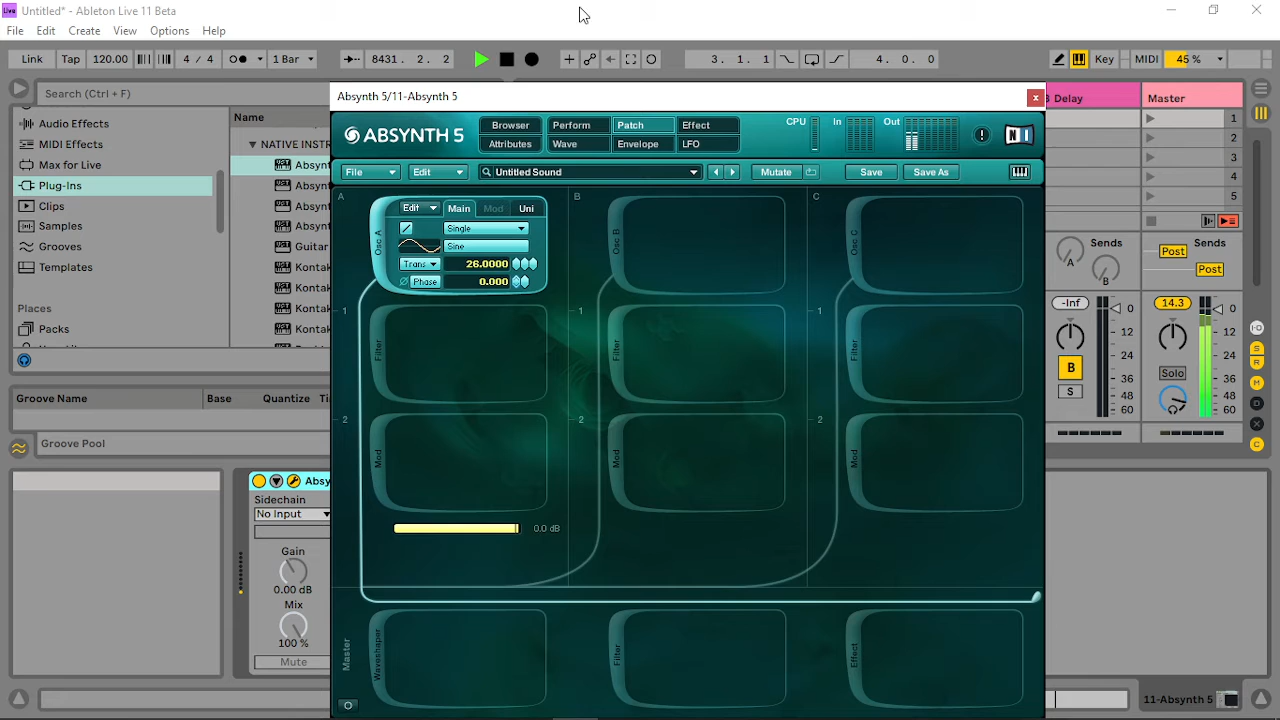 Live Untitled* - Ableton Live 11 Beta
File Edit Create View Options Help
Link Tap 120.00 4 / 4 1 Bar 8431. 2. 2 3. 1. 1 4. 0. 0 Key MIDI 45 %
Search (Ctrl + F)
Audio Effects
MIDI Effects
Max for Live
Plug-Ins
Clips
Samples
Grooves
Templates
Places
Packs
Name
NATIVE INSTR
Absynt
Absyn
Absyn
Guitar
Kontak
Kontak
Kontak
Groove Name Base Quantize
Groove Pool
Absy
Sidechain
No Input
Gain
0.00 dB
Mix
100 %
Mute
Absynth 5/11-Absynth 5
ABSYNTH 5
Browser Perform Patch Effect
Attributes Wave Envelope LFO
CPU In Out
NI
File Edit Untitled Sound Mutate Save Save As
A B C
Osc A
Edit Main Mod Uni
Single
Sine
Trans 26.0000
Phase 0.000
Osc B
Osc C
1 1 1
Filter Filter Filter
2 2 2
Mod Mod Mod
0.0 dB
Master
Waveshaper Filter Effect
B Delay Master
1
2
3
4
5
Sends Sends
A B Post
Post
-Inf 14.3
0 0
12 12
24 24
36 36
48 48
60 60
B
S
Solo
I·O
S
R
M
D
X
C
11-Absynth 5